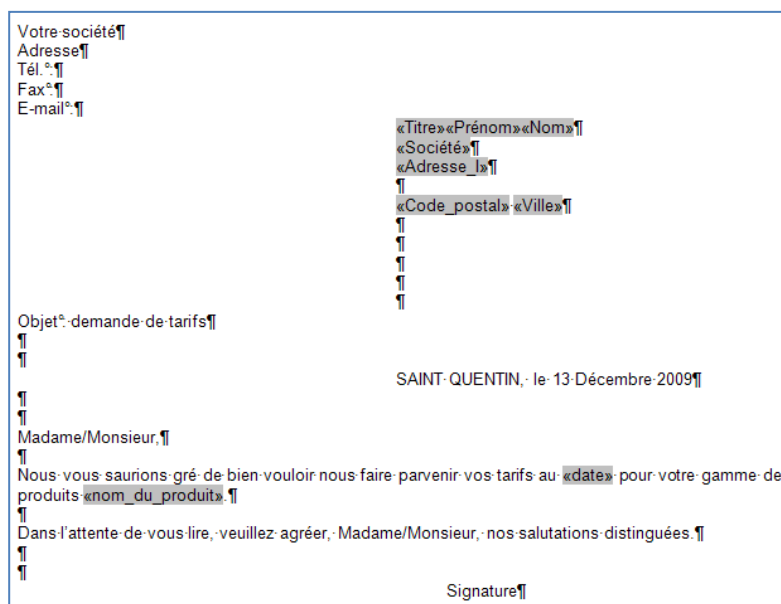 Votre société¶
Adresse¶
Tél.°:¶
Fax°:¶
E-mail°:¶
«Titre»«Prénom»«Nom»¶
«Société»¶
«Adresse_I»¶
¶
«Code_postal»·«Ville»¶
¶
¶
¶
¶
¶
Objet°:·demande·de·tarifs¶
¶
¶
SAINT·QUENTIN,·le·13·Décembre·2009¶
¶
¶
Madame/Monsieur,¶
¶
Nous·vous·saurions·gré·de·bien·vouloir·nous·faire·parvenir·vos·tarifs·au·«date»·pour·votre·gamme·de
produits·«nom_du_produit».¶
¶
Dans·l'attente·de·vous·lire,·veuillez·agréer,·Madame/Monsieur,·nos·salutations·distinguées.¶
¶
¶
Signature¶